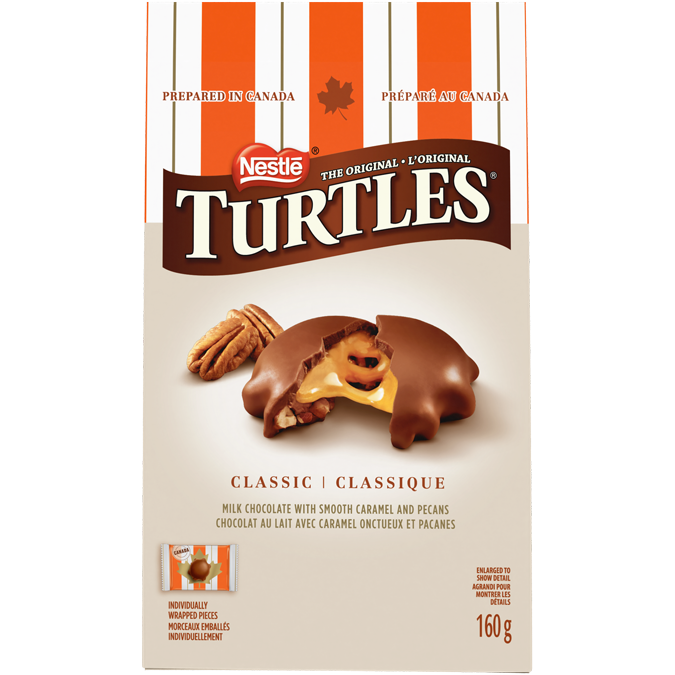 PREPARED IN CANADA
PRÉPARÉ AU CANADA
Nestlé®
THE ORIGINAL • L'ORIGINAL
TURTLES®
CLASSIC | CLASSIQUE
MILK CHOCOLATE WITH SMOOTH CARAMEL AND PECANS
CHOCOLAT AU LAIT AVEC CARAMEL ONCTUEUX ET PACANES
CANADA
INDIVIDUALLY
WRAPPED PIECES
MORCEAUX EMBALLÉS
INDIVIDUELLEMENT
ENLARGED TO
SHOW DETAIL
AGRANDI POUR
MONTRER LES
DÉTAILS
160 g